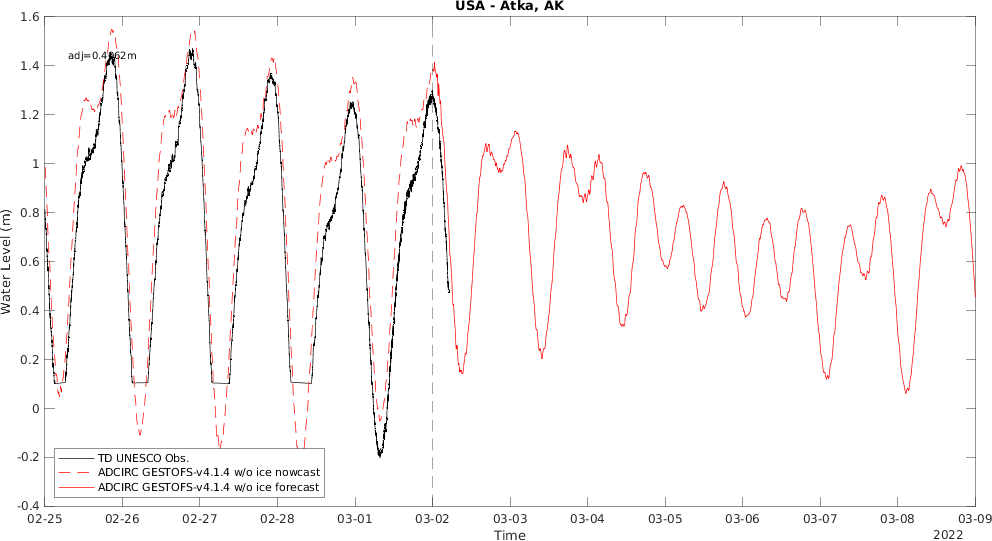 USA - Atka, AK
1.6
1.4
1.2
1
0.8
0.6
0.4
0.2
0
-0.2
-0.4
Water Level (m)
TD UNESCO Obs.
ADCIRC GESTOFS-v4.1.4 w/o ice nowcast
ADCIRC GESTOFS-v4.1.4 w/o ice forecast
02-25 02-26 02-27 02-28 03-01 03-02 03-03 03-04 03-05 03-06 03-07 03-08 03-09
Time
2022